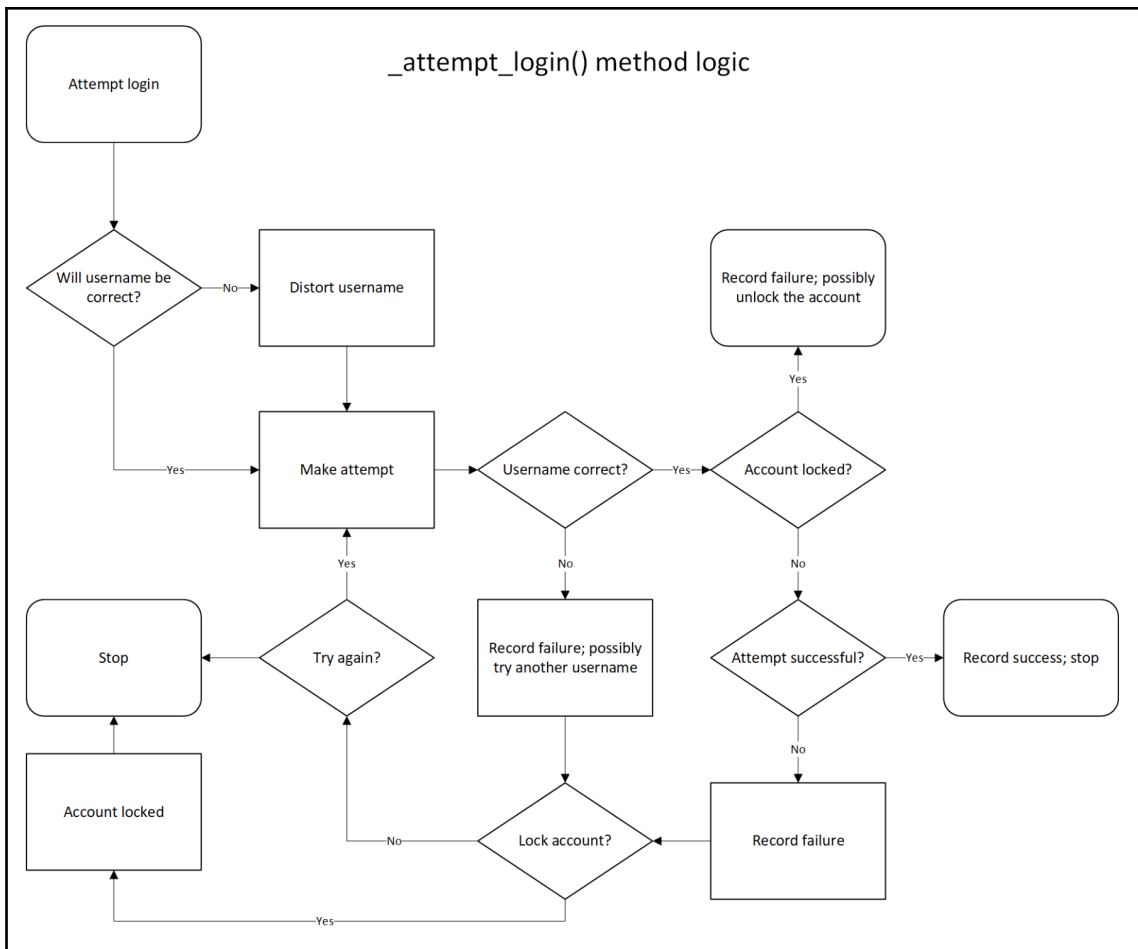 _attempt_login() method logic
Attempt login
Will username be
correct?
No
Distort username
Record failure; possibly
unlock the account
Yes
Yes
Make attempt
Username correct?
Yes
Account locked?
Yes
No
No
Stop
Try again?
Record failure; possibly
try another username
Attempt successful?
Yes
Record success; stop
No
Account locked
No
Lock account?
Record failure
Yes